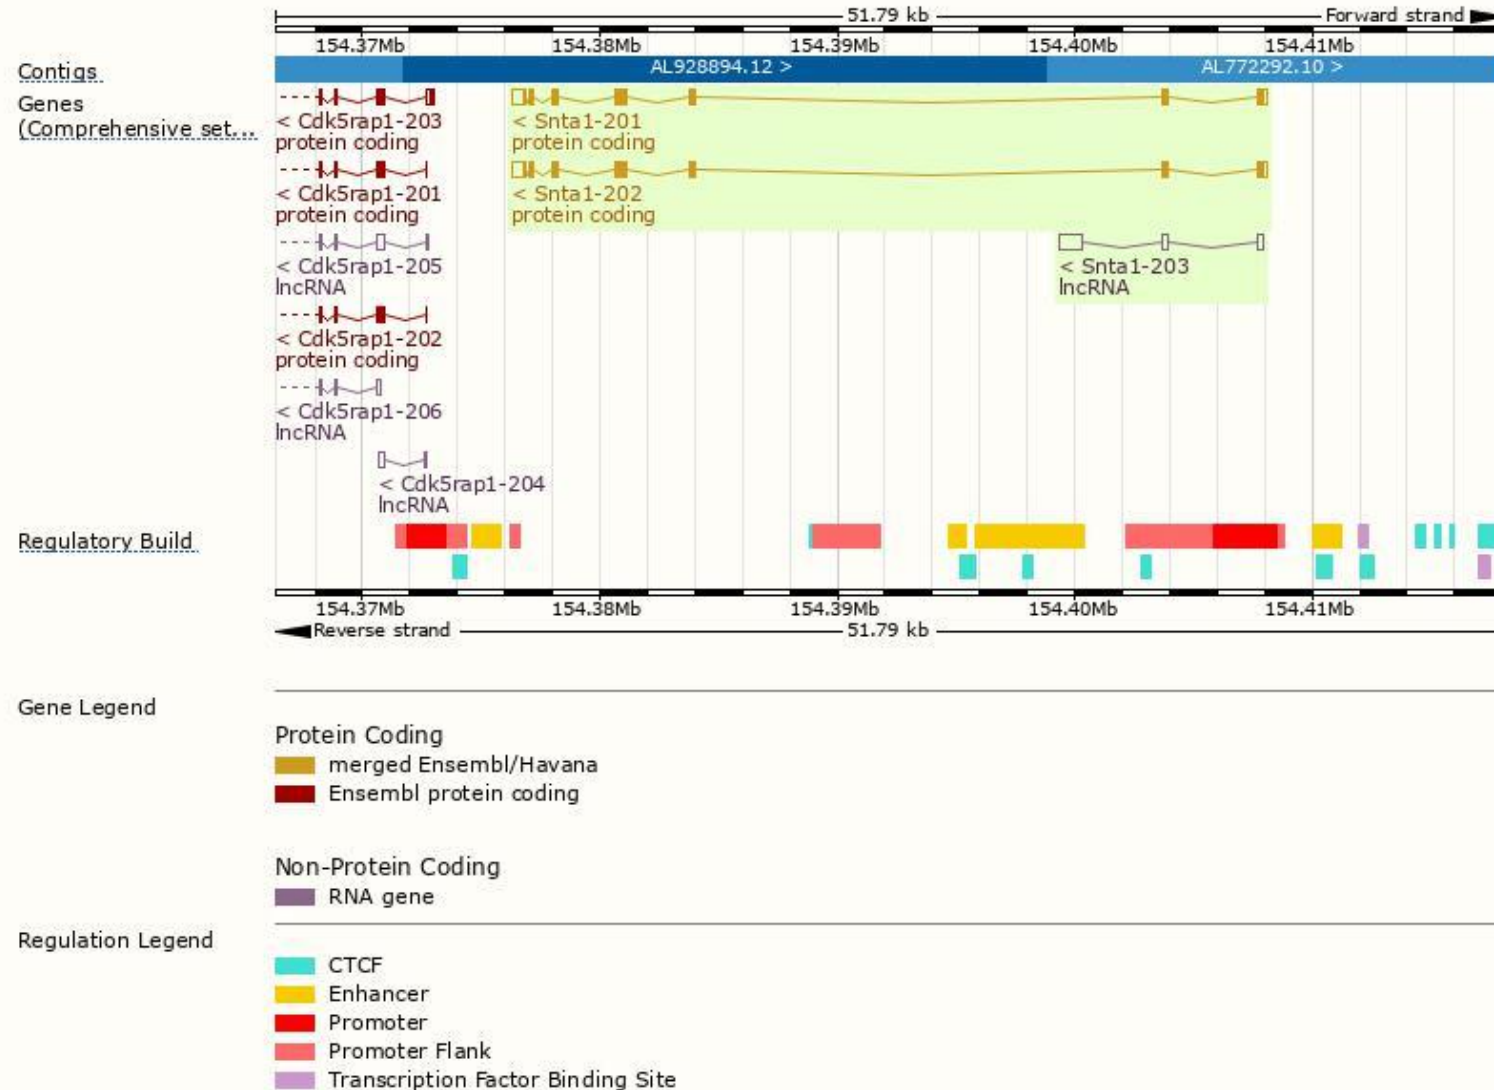 51.79 kb Forward strand
154.37Mb 154.38Mb 154.39Mb 154.40Mb 154.41Mb
Contigs AL928894.12 > AL772292.10 >
Genes
(Comprehensive set...
< Cdk5rap1-203 < Snta1-201
protein coding protein coding
< Cdk5rap1-201 < Snta1-202
protein coding protein coding
< Cdk5rap1-205 < Snta1-203
lncRNA lncRNA
< Cdk5rap1-202
protein coding
< Cdk5rap1-206
lncRNA
< Cdk5rap1-204
lncRNA
Regulatory Build
154.37Mb 154.38Mb 154.39Mb 154.40Mb 154.41Mb
Reverse strand 51.79 kb
Gene Legend
Protein Coding
merged Ensembl/Havana
Ensembl protein coding
Non-Protein Coding
RNA gene
Regulation Legend
CTCF
Enhancer
Promoter
Promoter Flank
Transcription Factor Binding Site